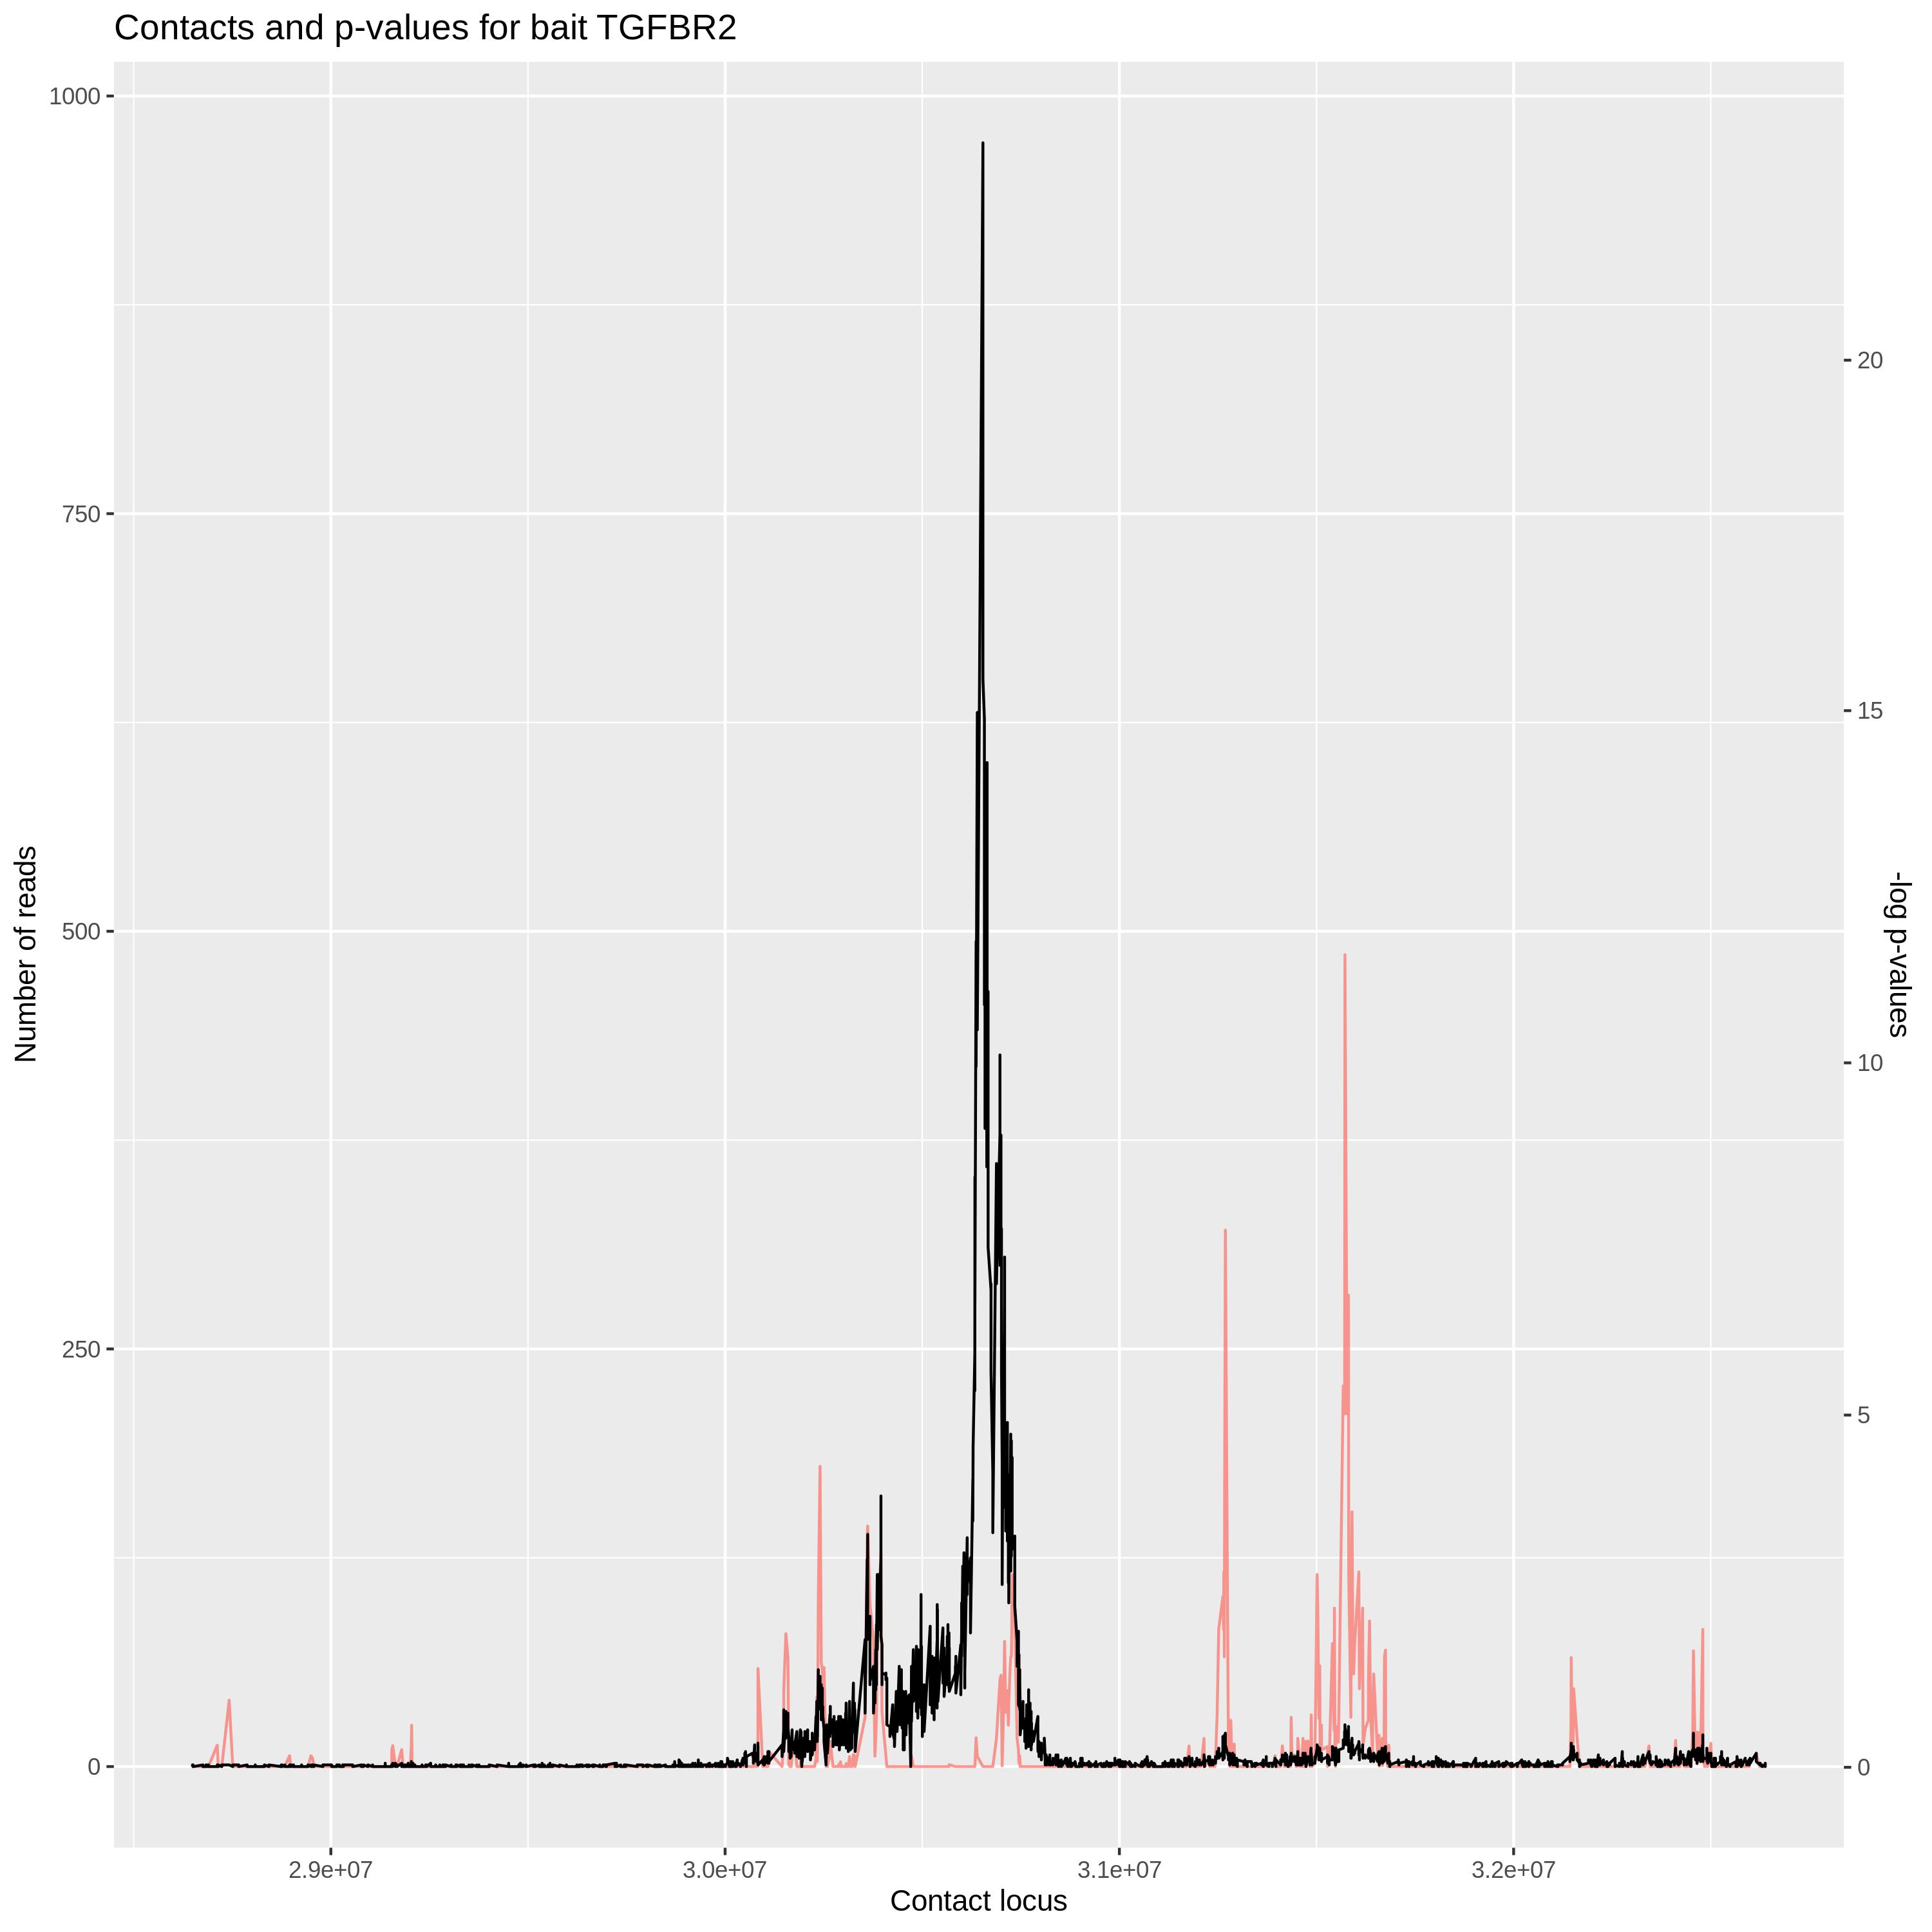 Contacts and p-values for bait TGFBR2
1000
750
500
250
0
Number of reads
20
15
10
5
0
-log p-values
2.9e+07 3.0e+07 3.1e+07 3.2e+07
Contact locus